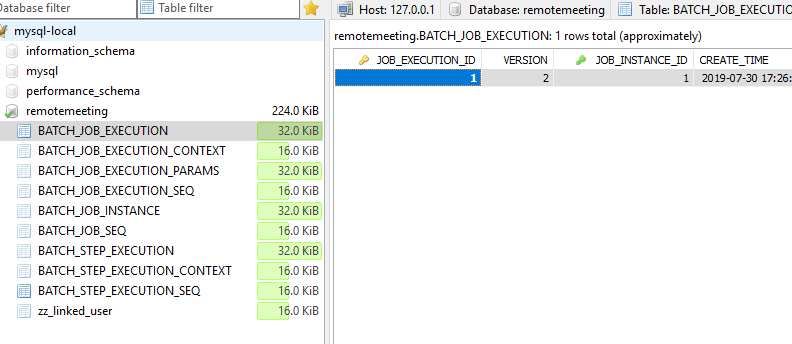 Database filter
Table filter
Host: 127.0.0.1
Database: remotemeeting
Table: BATCH_JOB_EXECUTIO
mysql-local
information_schema
mysql
performance_schema
remotemeeting 224.0 KiB
BATCH_JOB_EXECUTION 32.0 KiB
BATCH_JOB_EXECUTION_CONTEXT 16.0 KiB
BATCH_JOB_EXECUTION_PARAMS 32.0 KiB
BATCH_JOB_EXECUTION_SEQ 16.0 KiB
BATCH_JOB_INSTANCE 32.0 KiB
BATCH_JOB_SEQ 16.0 KiB
BATCH_STEP_EXECUTION 32.0 KiB
BATCH_STEP_EXECUTION_CONTEXT 16.0 KiB
BATCH_STEP_EXECUTION_SEQ 16.0 KiB
zz_linked_user 16.0 KiB
remotemeeting.BATCH_JOB_EXECUTION: 1 rows total (approximately)
JOB_EXECUTION_ID VERSION JOB_INSTANCE_ID CREATE_TIME
1 2 1 2019-07-30 17:26: